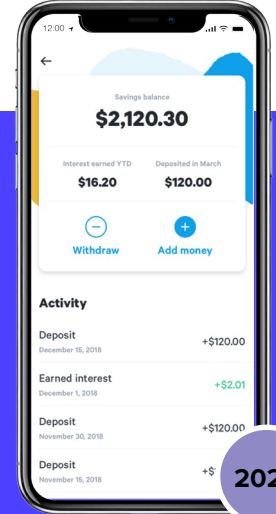 12:00
Savings balance
$2,120.30
Interest earned YTD Deposited in March
$16.20 $120.00
Withdraw Add money
Activity
Deposit +$120.00
December 15, 2018
Earned interest +$2.01
December 1, 2018
Deposit +$120.00
November 30, 2018
Deposit +$
November 15, 2018
202